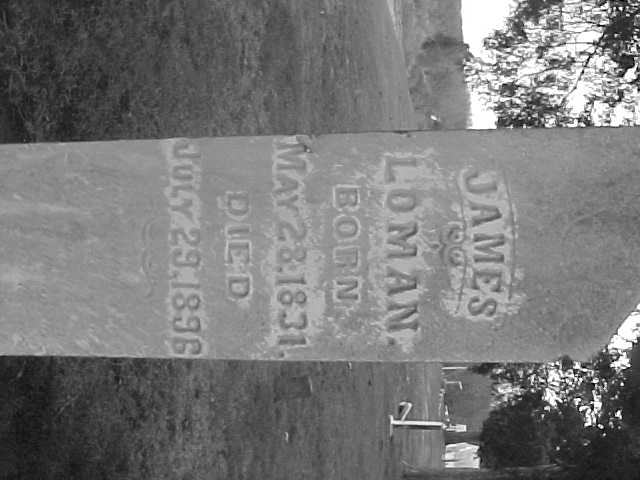 JAMES
LOMAN.
BORN
MAY 28, 1831.
DIED
JULY 29, 1896